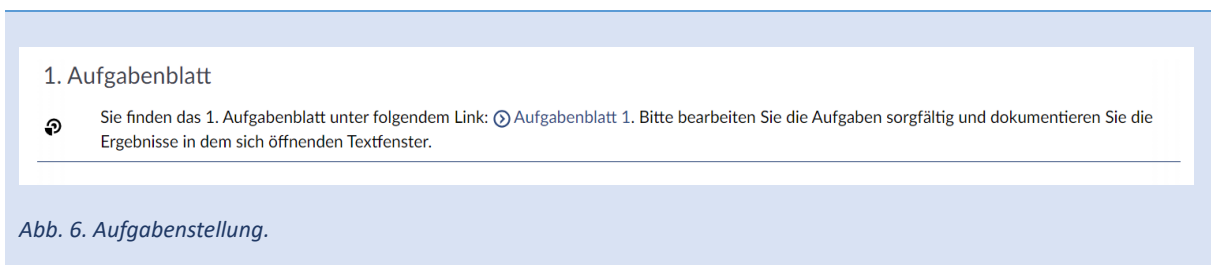 1. Aufgabenblatt
Sie finden das 1. Aufgabenblatt unter folgendem Link: Aufgabenblatt 1. Bitte bearbeiten Sie die Aufgaben sorgfältig und dokumentieren Sie die
Ergebnisse in dem sich öffnenden Textfenster.
Abb. 6. Aufgabenstellung.